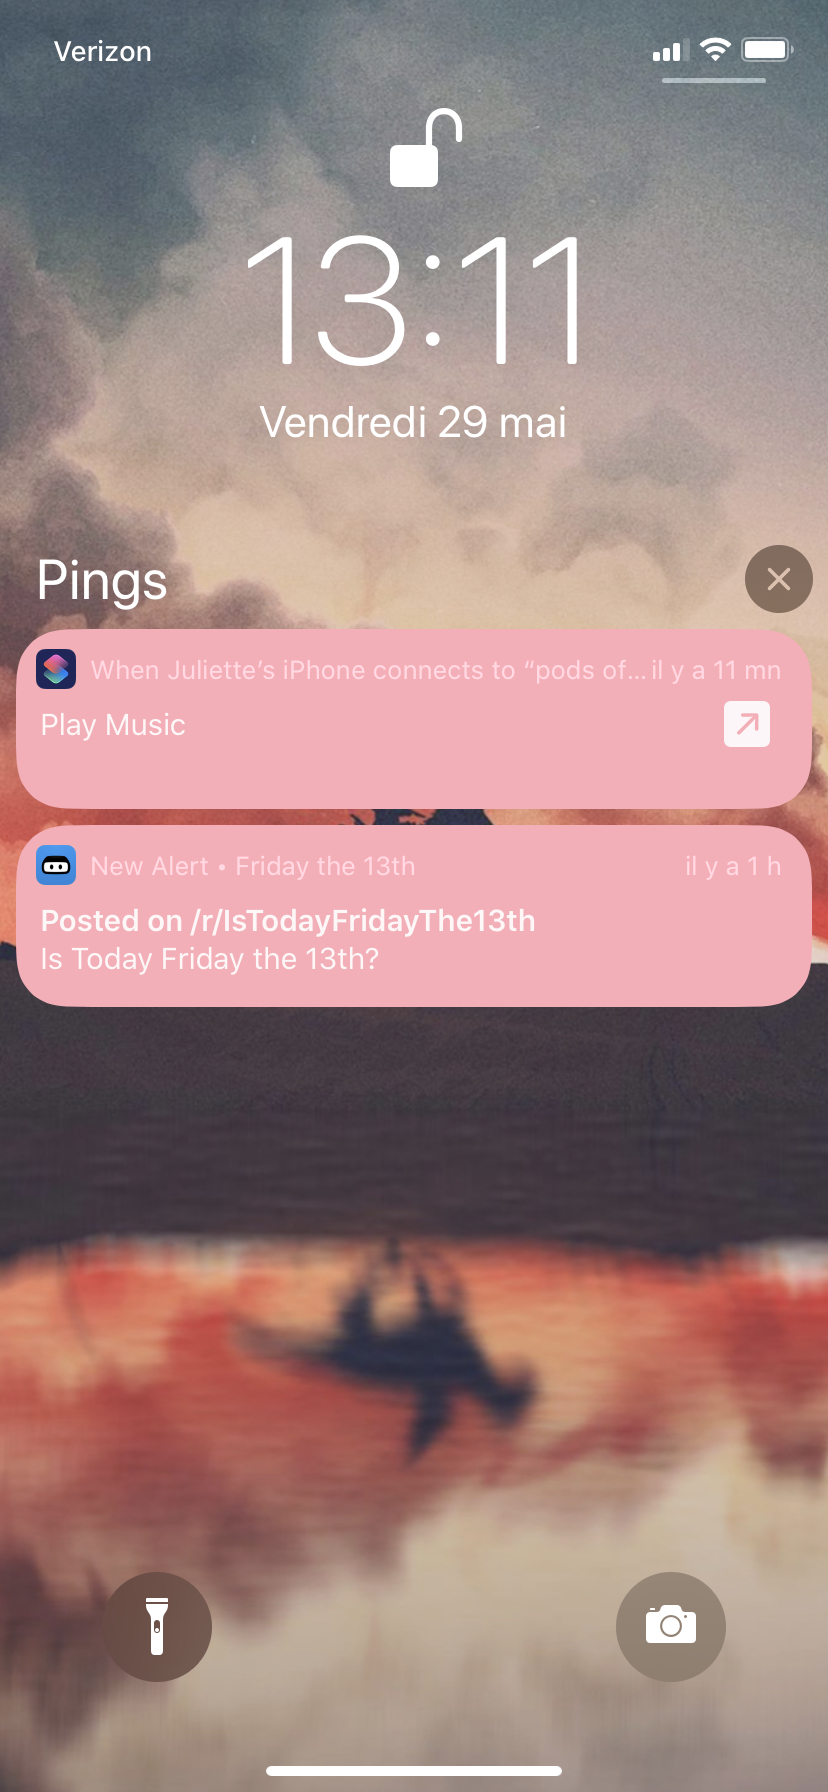 Verizon
13:11
Vendredi 29 mai
Pings
When Juliette’s iPhone connects to “pods of... il y a 11 mn
Play Music
New Alert • Friday the 13th il y a 1 h
Posted on /r/IsTodayFridayThe13th
Is Today Friday the 13th?